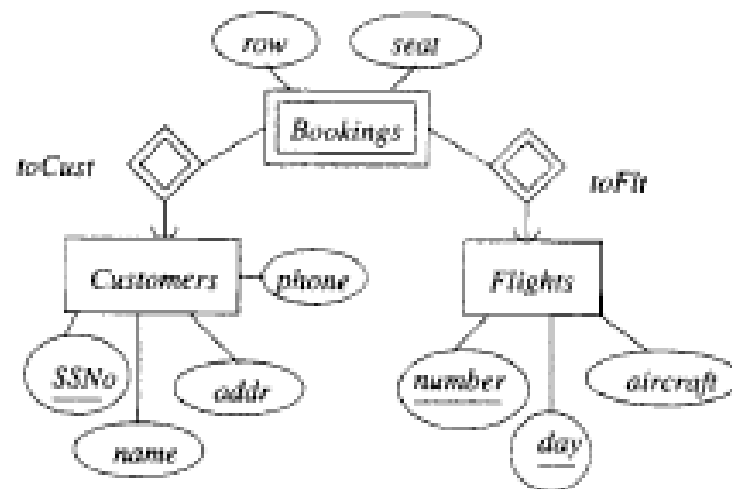 row seat
Bookings
toCust
toFlt
Customers phone Flights
SSNo addr number aircraft
name day